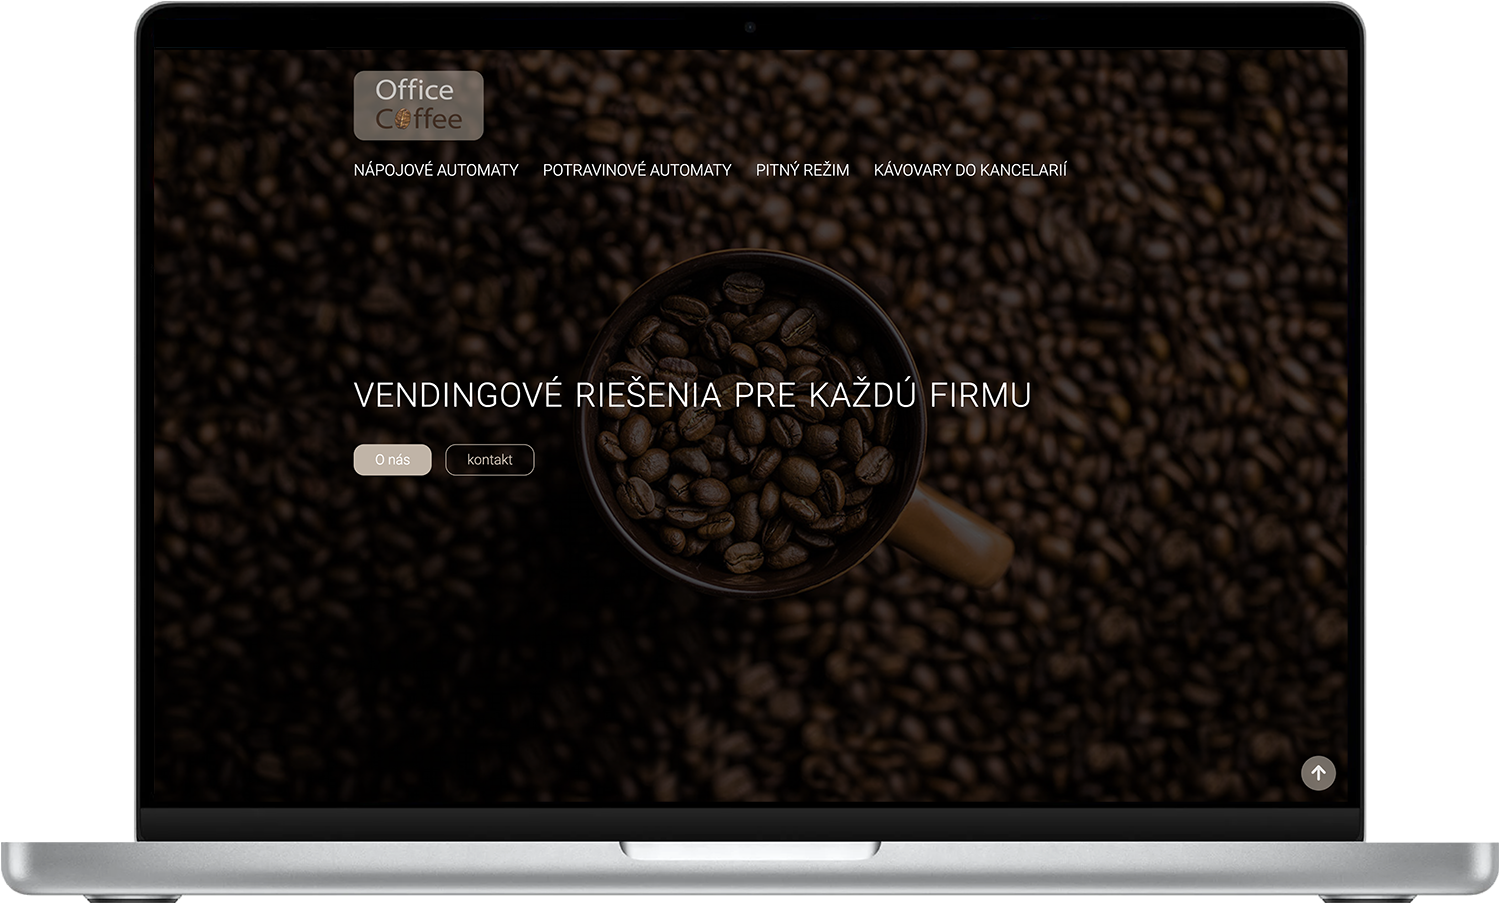 Office
Coffee
NÁPOJOVÉ AUTOMATY POTRAVINOVÉ AUTOMATY PITNÝ REŽIM KÁVOVARY DO KANCELARIÍ
VENDINGOVÉ RIEŠENIA PRE KAŽDÚ FIRMU
O nás kontakt